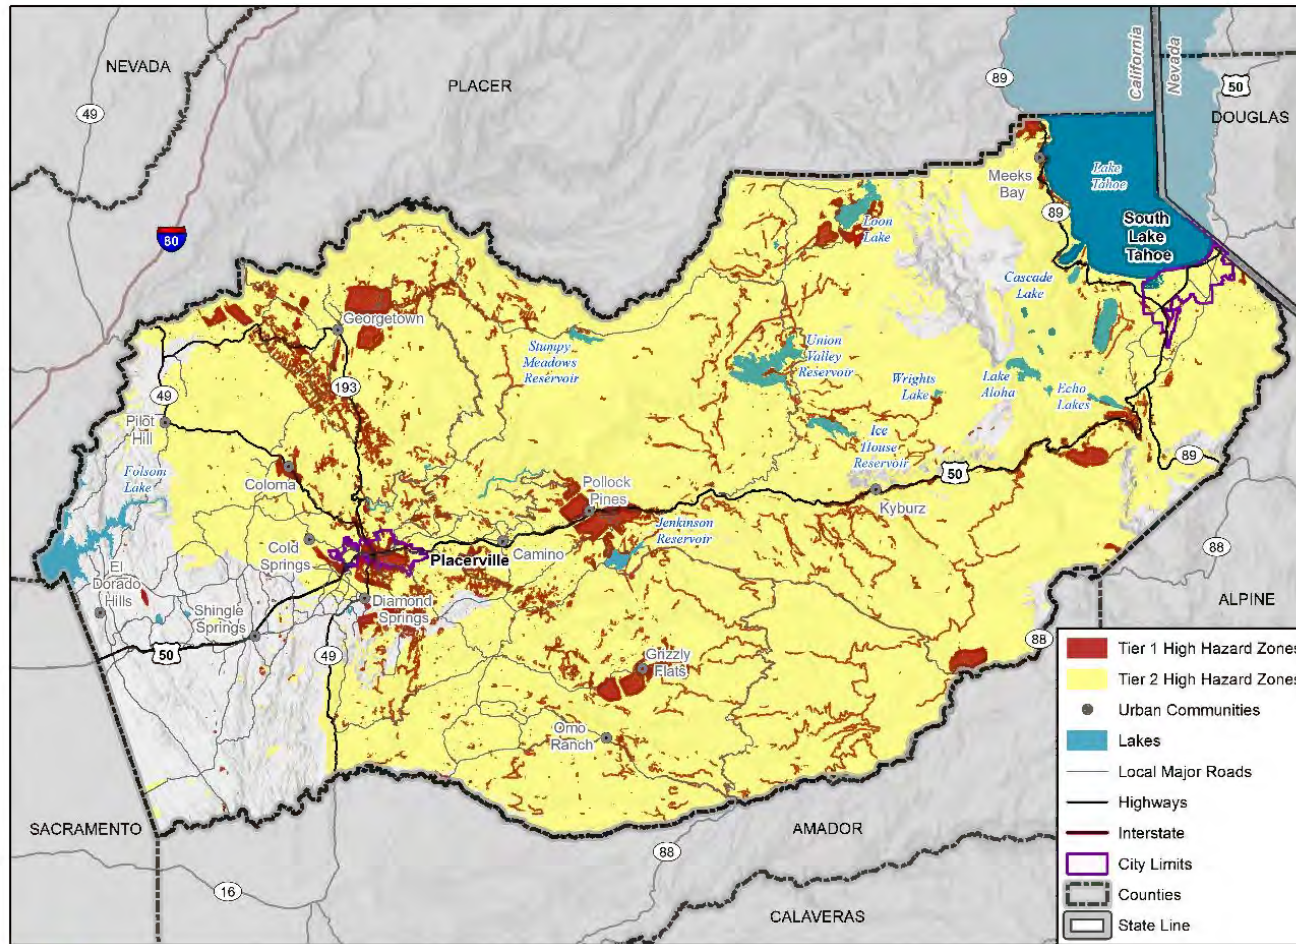 NEVADA
49
PLACER
89
California
Nevada
50
DOUGLAS
80
Meeks
Bay
Lake
Tahoe
89
South
Lake
Tahoe
Loon
Lake
Cascade
Lake
Georgetown
Stumpy
Meadows
Reservoir
Union
Valley
Reservoir
Wrights
Lake
Lake
Aloha
Echo
Lakes
193
49
Pilot
Hill
Folsom
Lake
Coloma
Ice
House
Reservoir
50
89
Kyburz
Pollock
Pines
Jenkinson
Reservoir
Cold
Springs
Placerville
Camino
El
Dorado
Hills
Shingle
Springs
Diamond
Springs
50
49
Grizzly
Flats
Omo
Ranch
88
88
ALPINE
SACRAMENTO
16
88
AMADOR
CALAVERAS
Tier 1 High Hazard Zones
Tier 2 High Hazard Zones
Urban Communities
Lakes
Local Major Roads
Highways
Interstate
City Limits
Counties
State Line